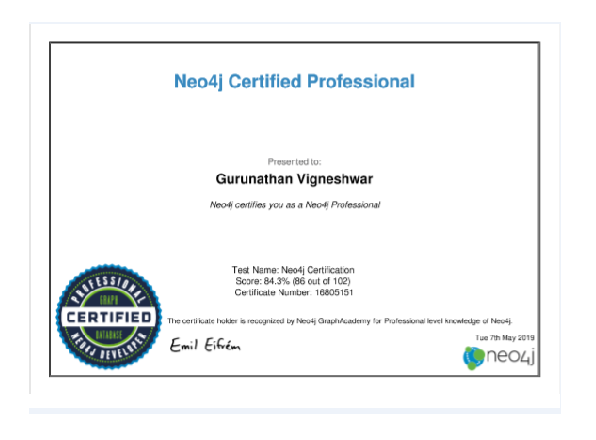 Neo4j Certified Professional
Presented to:
Gurunathan Vigneshwar
Neo4j certifies you as a Neo4j Professional
Test Name: Neo4j Certification
Score: 84.3% (86 out of 102)
Certificate Number: 16805151
The certificate holder is recognized by Neo4j GraphAcademy for Professional level knowledge of Neo4j.
PROFESSIONAL
GRAPH
CERTIFIED
DATABASE
NEO4J DEVELOPER
Emil Eifrém
Tue 7th May 2019
neo4j